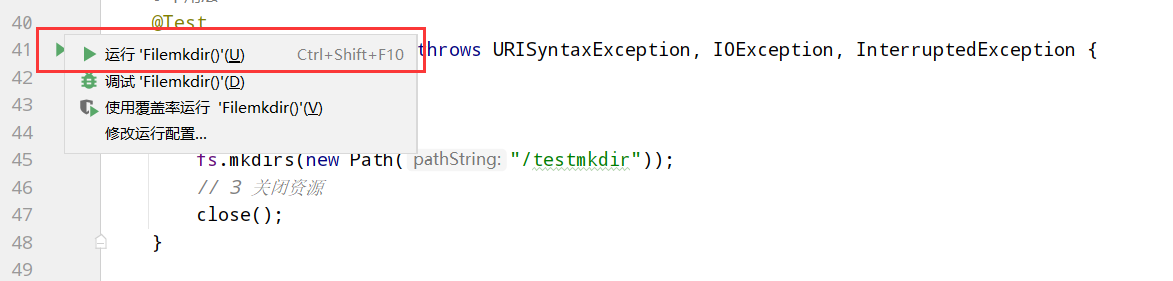 40 @Test
41 throws URISyntaxException, IOException, InterruptedException {
运行 'Filemkdir()'(U) Ctrl+Shift+F10
42 调试 'Filemkdir()'(D)
43 使用覆盖率运行 'Filemkdir()'(V)
44 修改运行配置...
45 fs.mkdirs(new Path( pathString: "/testmkdir"));
46 // 3 关闭资源
47 close();
48 }
49